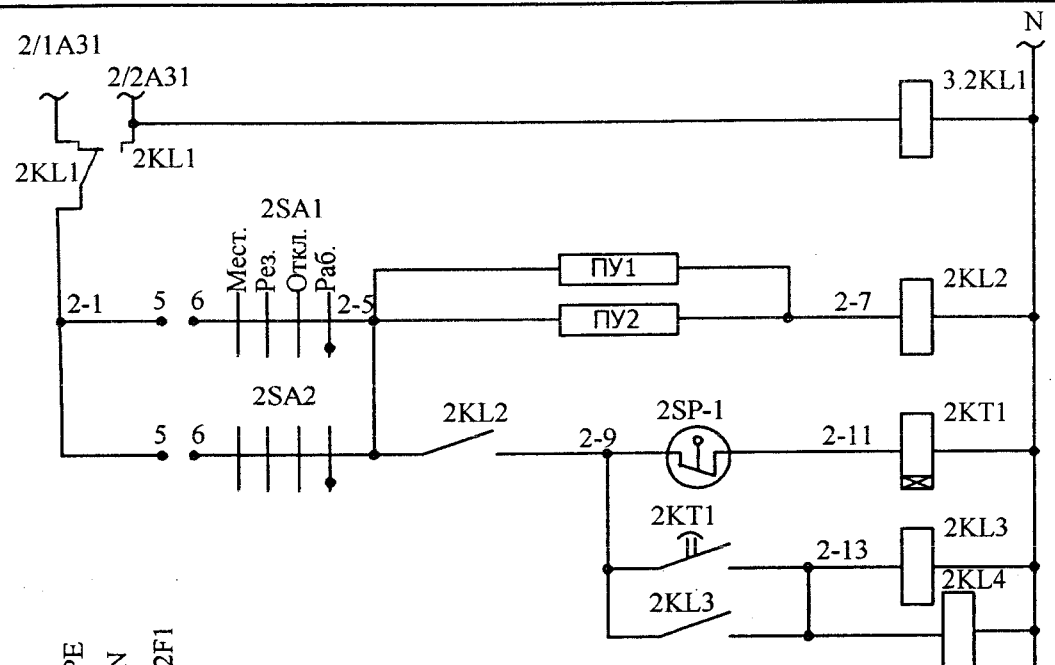 N
2/1A31
2/2A31
3.2KL1
2KL1
2KL1
2SA1
Мест.
Рез.
Откл.
Раб.
ПУ1
2KL2
2-1
5
6
2-5
ПУ2
2-7
2SA2
2KL2
2SP-1
2KT1
5
6
2-9
2-11
2KT1
2KL3
2-13
2KL4
2KL3
PE
N
2F1